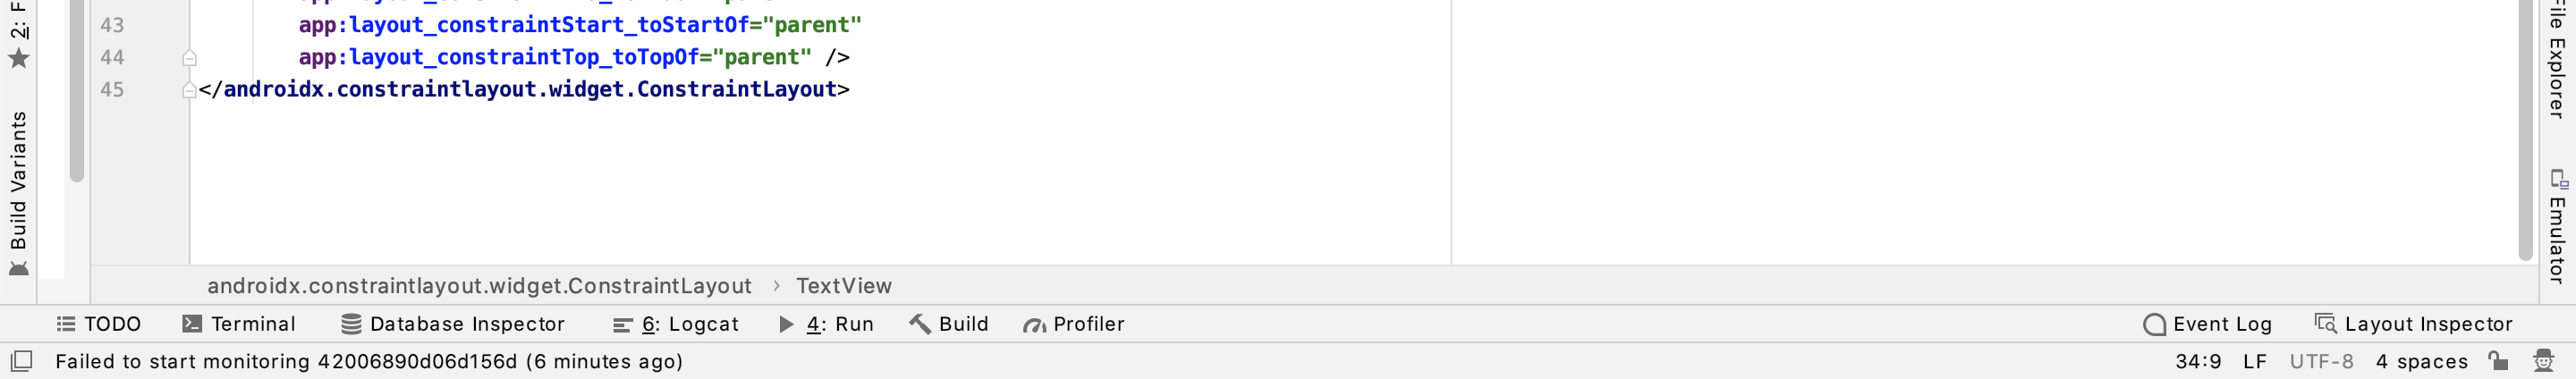 43 app:layout_constraintStart_toStartOf="parent"
44 app:layout_constraintTop_toTopOf="parent" />
45 </androidx.constraintlayout.widget.ConstraintLayout>
2: F
Build Variants
File Explorer
Emulator
androidx.constraintlayout.widget.ConstraintLayout › TextView
TODO Terminal Database Inspector 6: Logcat 4: Run Build Profiler Event Log Layout Inspector
Failed to start monitoring 42006890d06d156d (6 minutes ago) 34:9 LF UTF-8 4 spaces